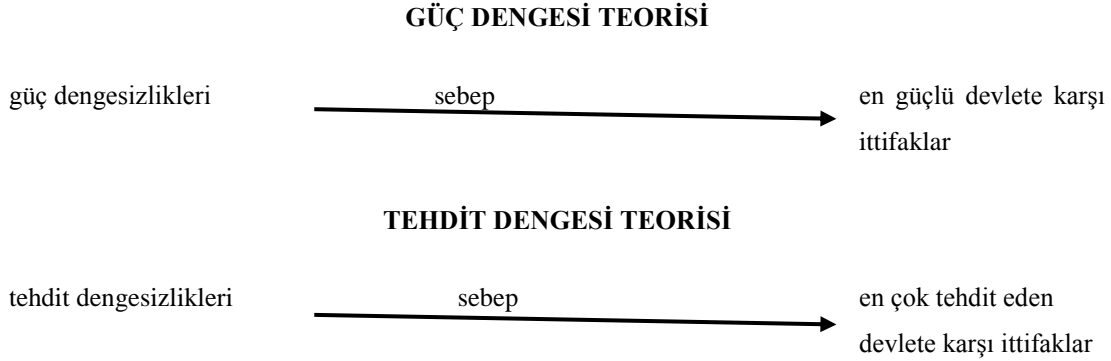 GÜÇ DENGESİ TEORİSİ
güç dengesizlikleri sebep en güçlü devlete karşı
ittifaklar
TEHDİT DENGESİ TEORİSİ
tehdit dengesizlikleri sebep en çok tehdit eden
devlete karşı ittifaklar